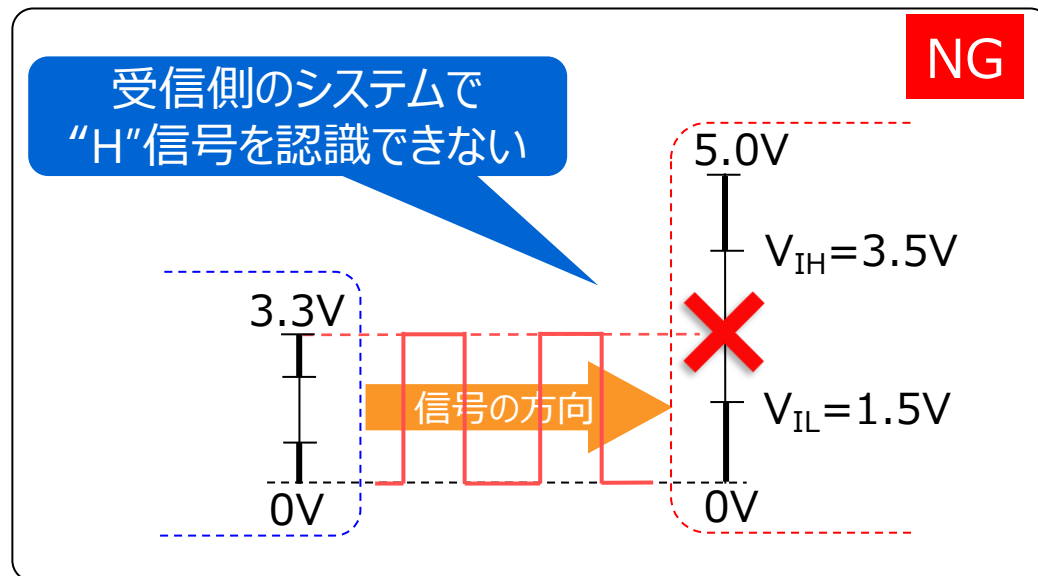 NG
受信側のシステムで
“H”信号を認識できない
5.0V
VIH=3.5V
3.3V
信号の方向
VIL=1.5V
0V
0V